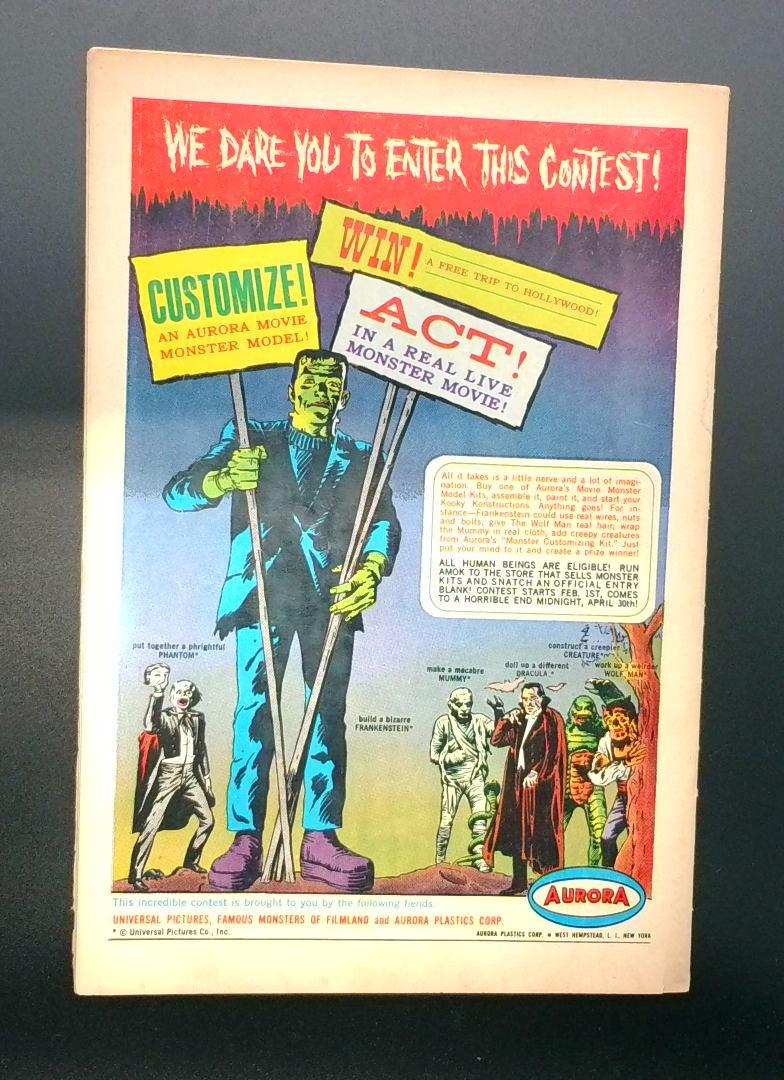 WE DARE YOU TO ENTER THIS CONTEST!
WIN! A FREE TRIP TO HOLLYWOOD!
CUSTOMIZE!
AN AURORA MOVIE
MONSTER MODEL!
ACT!
IN A REAL LIVE
MONSTER MOVIE!
All it takes is a little nerve and a lot of imagi-
nation. Buy one of Aurora's Movie Monster
Model Kits, assemble it, paint it, and start your
Kooky Konstructions. Anything goes! For in-
stance—Frankenstein could use real wires, nuts
and bolts; give The Wolf Man real hair; wrap
the Mummy in real cloth, add creepy creatures
from Aurora's "Monster Customizing Kit." Just
put your mind to it and create a prize winner!
ALL HUMAN BEINGS ARE ELIGIBLE! RUN
AMOK TO THE STORE THAT SELLS MONSTER
KITS AND SNATCH AN OFFICIAL ENTRY
BLANK! CONTEST STARTS FEB. 1ST, COMES
TO A HORRIBLE END MIDNIGHT, APRIL 30th!
put together a phrightful
PHANTOM*
build a bizarre
FRANKENSTEIN*
make a macabre
MUMMY*
doll up a different
DRACULA*
construct a creepier
CREATURE*
work up a weirder
WOLF MAN*
AURORA
This incredible contest is brought to you by the following fiends.
UNIVERSAL PICTURES, FAMOUS MONSTERS OF FILMLAND and AURORA PLASTICS CORP.
* © Universal Pictures Co., Inc.
AURORA PLASTICS CORP. • WEST HEMPSTEAD, L. I., NEW YORK